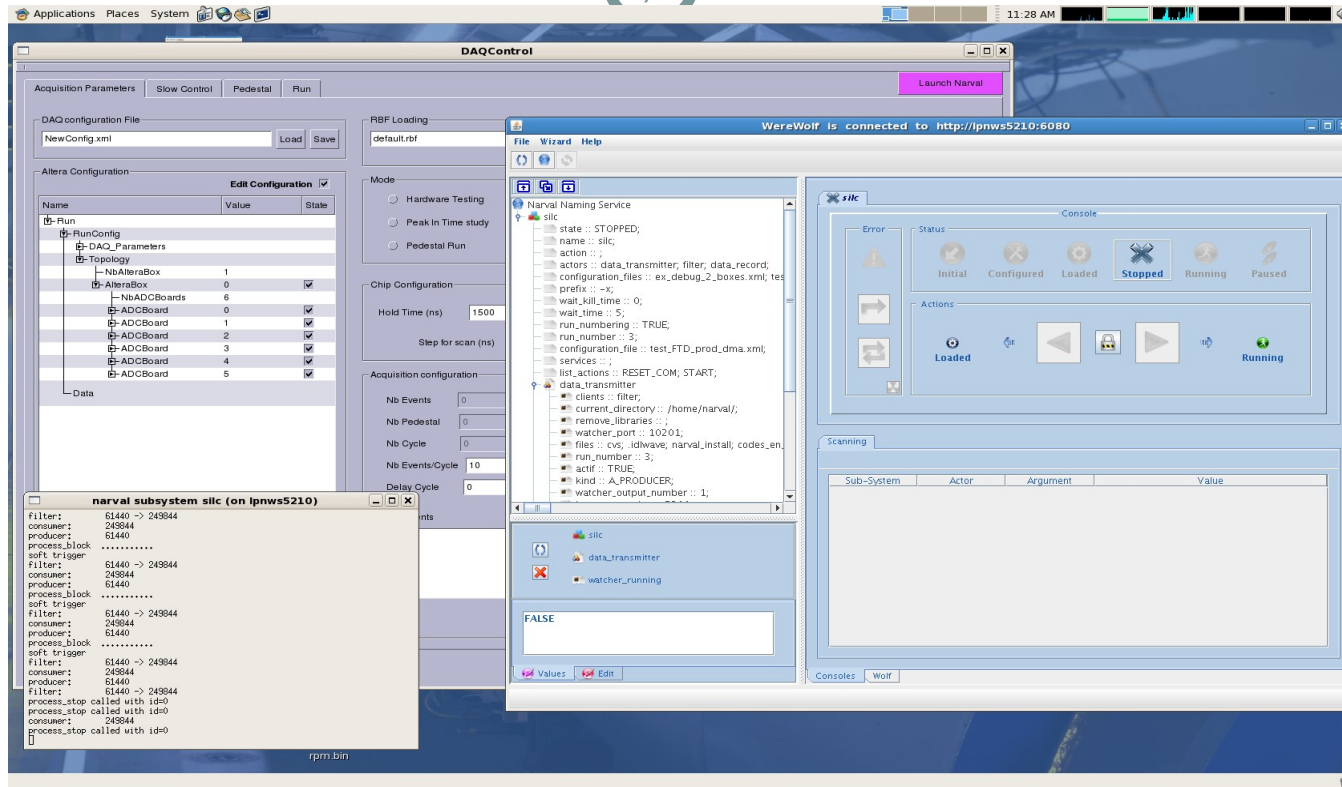 Applications Places System
11:28 AM
DAQControl
Acquisition Parameters Slow Control Pedestal Run
Launch Narval
DAQ configuration File
NewConfig.xml Load Save
RBF Loading
default.rbf
Altera Configuration
Edit Configuration
Name Value State
Run
RunConfig
DAQ_Parameters
Topology
NbAlteraBox 1
AlteraBox 0
NbADCBoards 6
ADCBoard 0
ADCBoard 1
ADCBoard 2
ADCBoard 3
ADCBoard 4
ADCBoard 5
Data
Mode
Hardware Testing
Peak In Time study
Pedestal Run
Chip Configuration
Hold Time (ns) 1500
Step for scan (ns)
Acquisition configuration
Nb Events 0
Nb Pedestal 0
Nb Cycle 0
Nb Events/Cycle 10
Delay Cycle 0
WereWolf is connected to http://lpnws5210:6080
File Wizard Help
Narval Naming Service
silc
state :: STOPPED;
name :: silc;
action :: ;
actors :: data_transmitter; filter; data_record;
configuration_files :: ex_debug_2_boxes.xml; tes
prefix :: -x;
wait_kill_time :: 0;
wait_time :: 5;
run_numbering :: TRUE;
run_number :: 3;
configuration_file :: test_FTD_prod_dma.xml;
services :: ;
list_actions :: RESET_COM; START;
data_transmitter
clients :: filter;
current_directory :: /home/narval/;
remove_libraries :: ;
watcher_port :: 10201;
files :: cvs; .idlwave; narval_install; codes_en_
run_number :: 3;
actif :: TRUE;
kind :: A_PRODUCER;
watcher_output_number :: 1;
silc
data_transmitter
watcher_running
FALSE
Values Edit
silc
Console
Error
Status
Initial Configured Loaded Stopped Running Paused
Actions
Loaded Running
Scanning
Sub-System Actor Argument Value
Consoles Wolf
narval subsystem silc (on lpnws5210)
filter: 61440 -> 249844
consumer: 249844
producer: 61440
process_block ...........
soft trigger
filter: 61440 -> 249844
consumer: 249844
producer: 61440
process_block ...........
soft trigger
filter: 61440 -> 249844
consumer: 249844
producer: 61440
process_block ...........
soft trigger
filter: 61440 -> 249844
consumer: 249844
producer: 61440
filter: 61440 -> 249844
process_stop called with id=0
process_stop called with id=0
consumer: 249844
process_stop called with id=0
rpm.bin